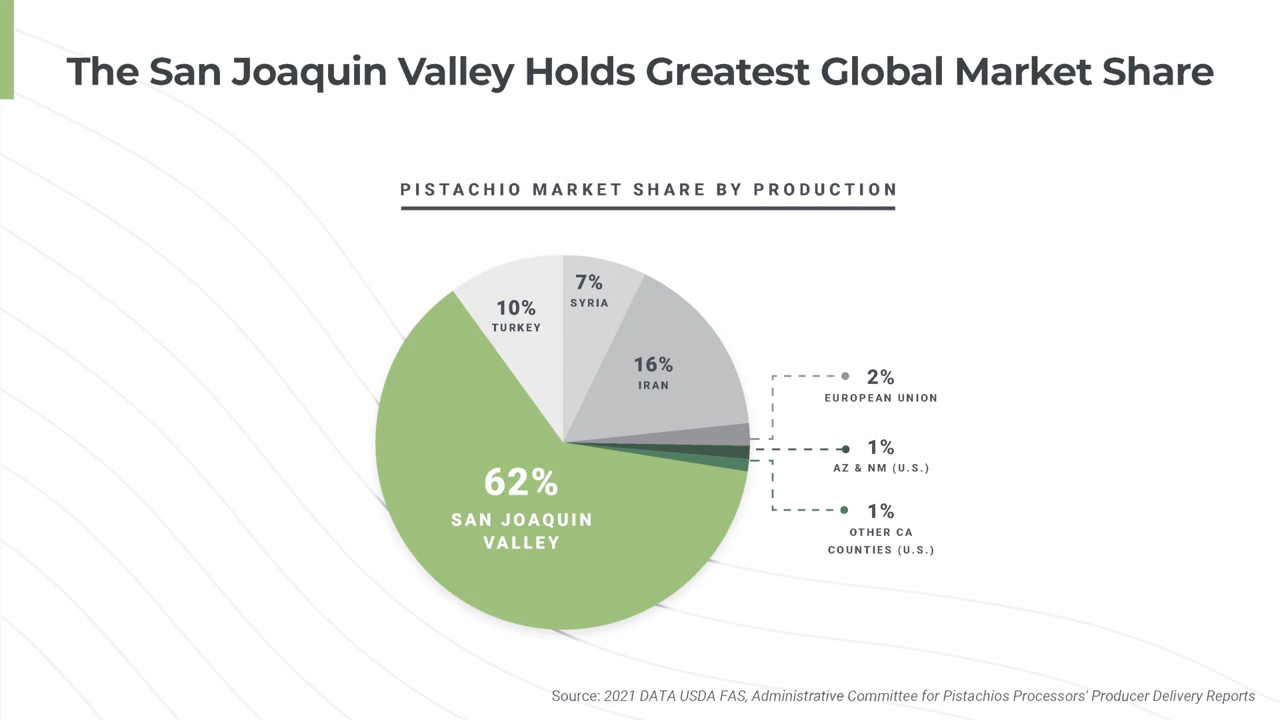 The San Joaquin Valley Holds Greatest Global Market Share
PISTACHIO MARKET SHARE BY PRODUCTION
7%
SYRIA
10%
TURKEY
16%
IRAN
2%
EUROPEAN UNION
1%
AZ & NM (U.S.)
1%
OTHER CA
COUNTIES (U.S.)
62%
SAN JOAQUIN
VALLEY
Source: 2021 DATA USDA FAS, Administrative Committee for Pistachios Processors' Producer Delivery Reports